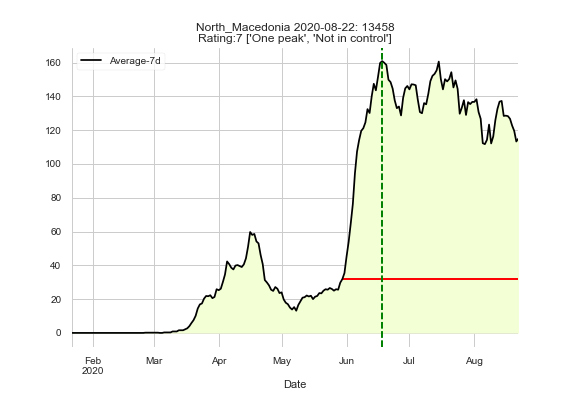 North_Macedonia 2020-08-22: 13458
Rating:7 ['One peak', 'Not in control']
Average-7d
160
140
120
100
80
60
40
20
0
Feb Mar Apr May Jun Jul Aug
2020
Date